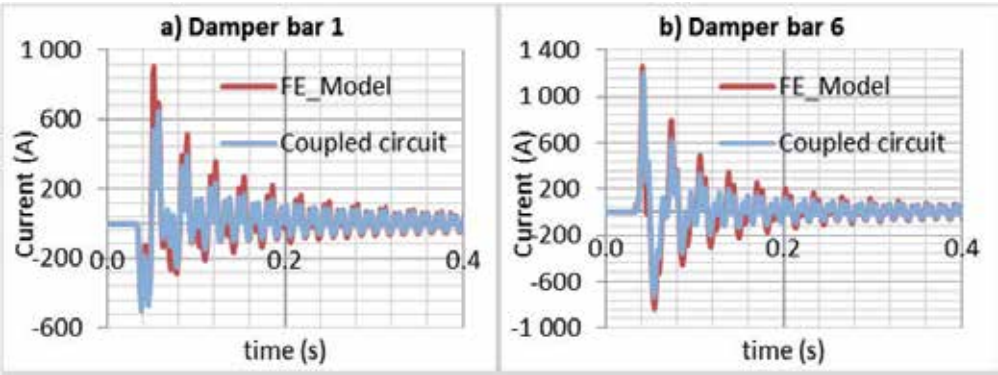 a) Damper bar 1
1 000
600
200
-200
-600
Current (A)
FE_Model
Coupled circuit
0.0
0.2
0.4
time (s)
b) Damper bar 6
1 400
1 000
600
200
-200
-600
-1 000
Current (A)
FE_Model
Coupled circuit
0.0
0.2
0.4
time (s)